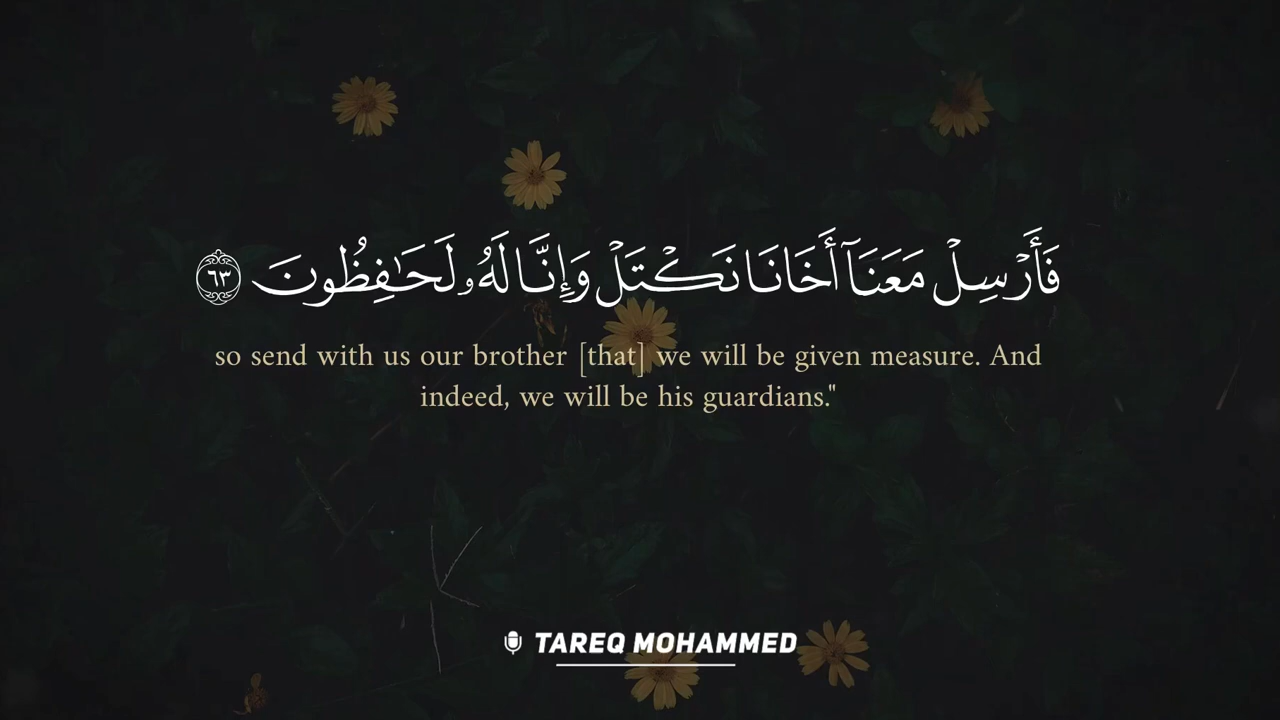 فَأَرْسِلْ مَعَنَآ أَخَانَا نَكْتَلْ وَإِنَّا لَهُۥ لَحَـٰفِظُونَ ٦٣
so send with us our brother [that] we will be given measure. And
indeed, we will be his guardians."
TAREQ MOHAMMED